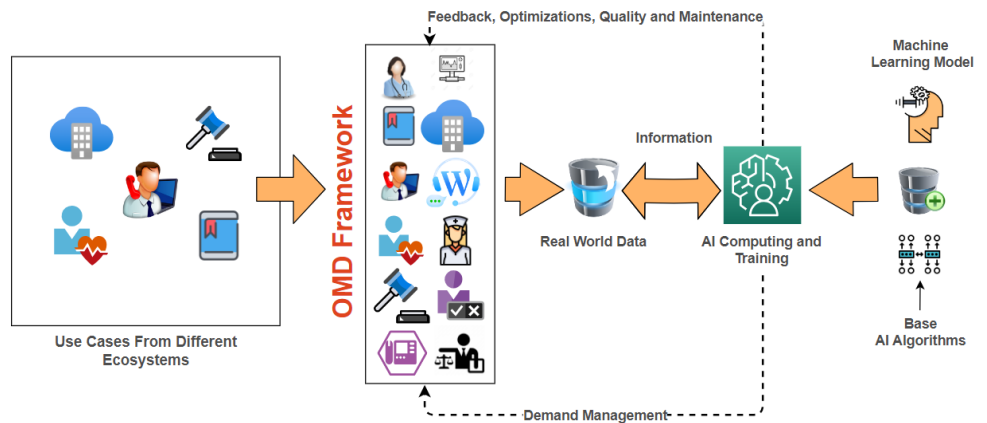 Feedback, Optimizations, Quality and Maintenance
Machine
Learning Model
OMD Framework
W
Information
Real World Data
AI Computing and
Training
Use Cases From Different
Ecosystems
Base
AI Algorithms
Demand Management